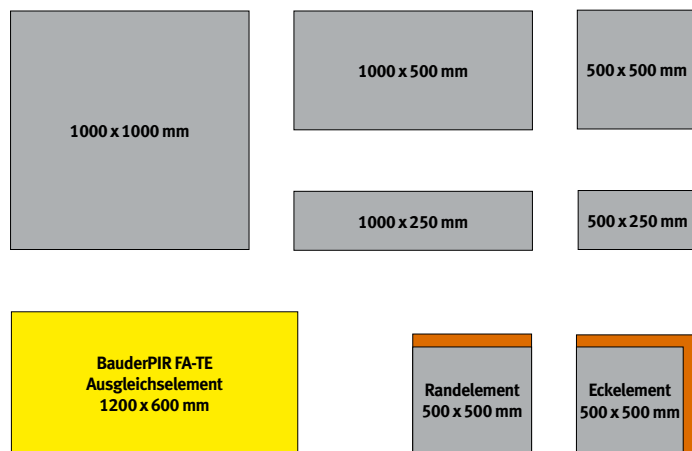 1000 x 1000 mm
1000 x 500 mm
500 x 500 mm
1000 x 250 mm
500 x 250 mm
BauderPIR FA-TE
Ausgleichselement
1200 x 600 mm
Randelement
500 x 500 mm
Eckelement
500 x 500 mm